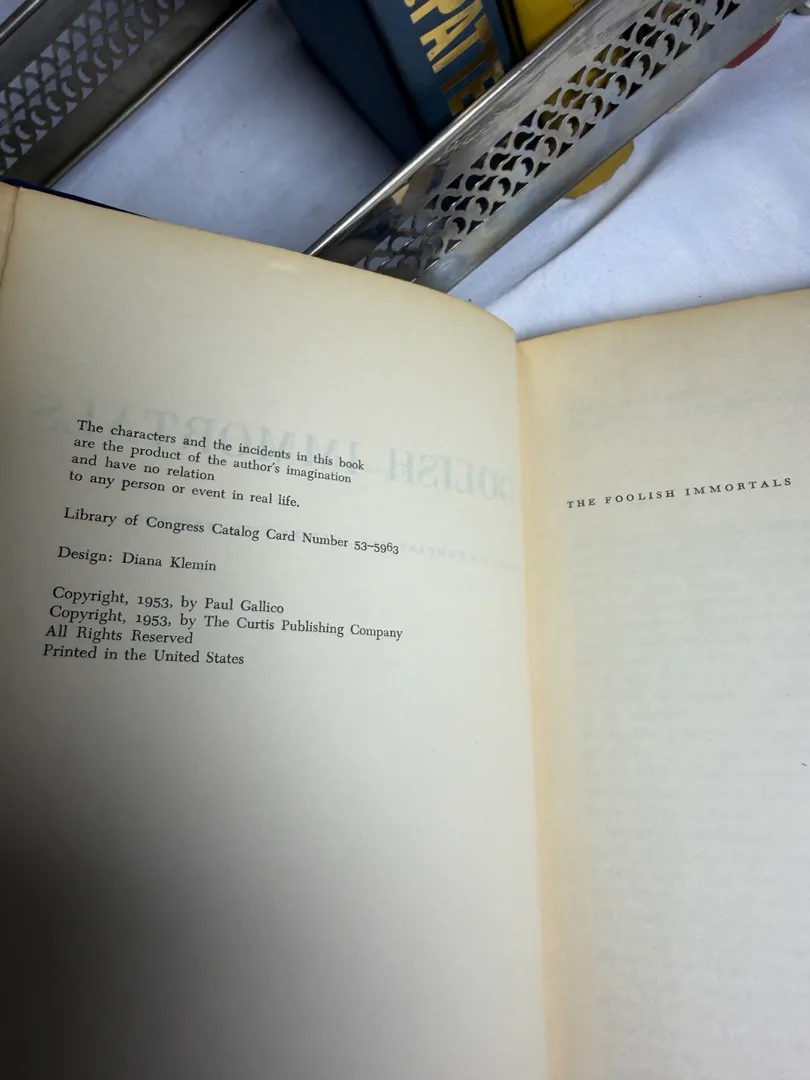 The characters and the incidents in this book
are the product of the author's imagination
and have no relation
to any person or event in real life.
Library of Congress Catalog Card Number 53-5963
Design: Diana Klemin
Copyright, 1953, by Paul Gallico
Copyright, 1953, by The Curtis Publishing Company
All Rights Reserved
Printed in the United States
THE FOOLISH IMMORTALS